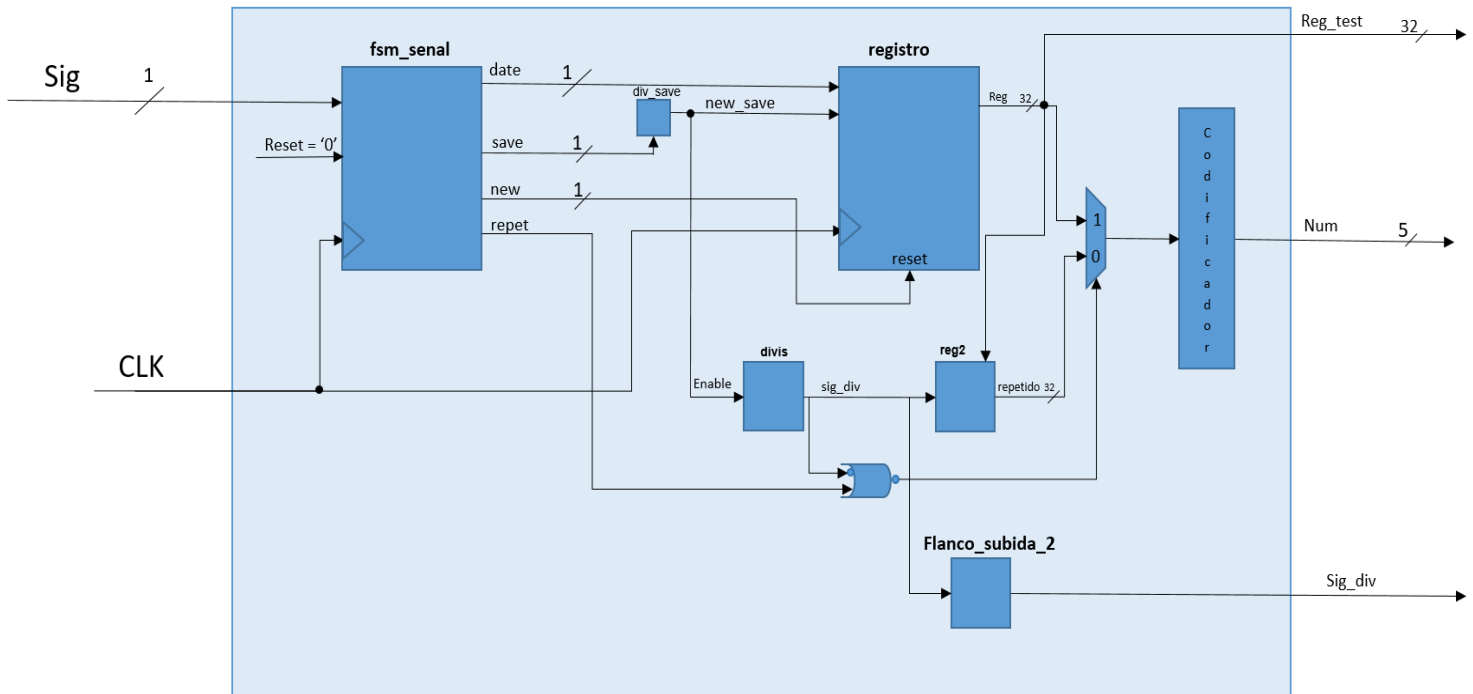 Reg_test
32
fsm_senal
registro
Sig
1
date
1
div_save
new_save
Reg 32
Reset = ‘0’
save
1
new
1
repet
reset
1
0
Codificador
Num
5
CLK
divis
reg2
Enable
sig_div
repetido 32
Flanco_subida_2
Sig_div